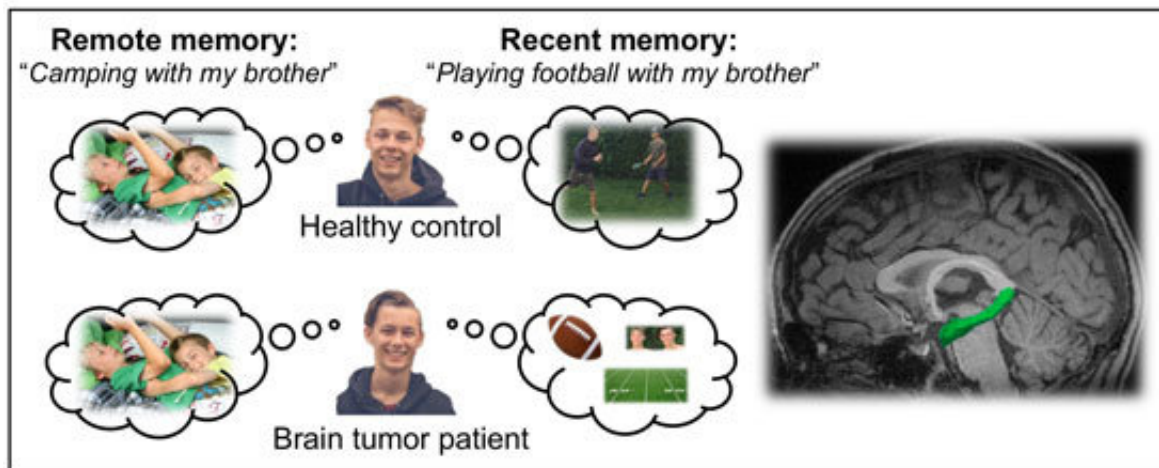 Remote memory:
“Camping with my brother”
Recent memory:
“Playing football with my brother”
Healthy control
Brain tumor patient